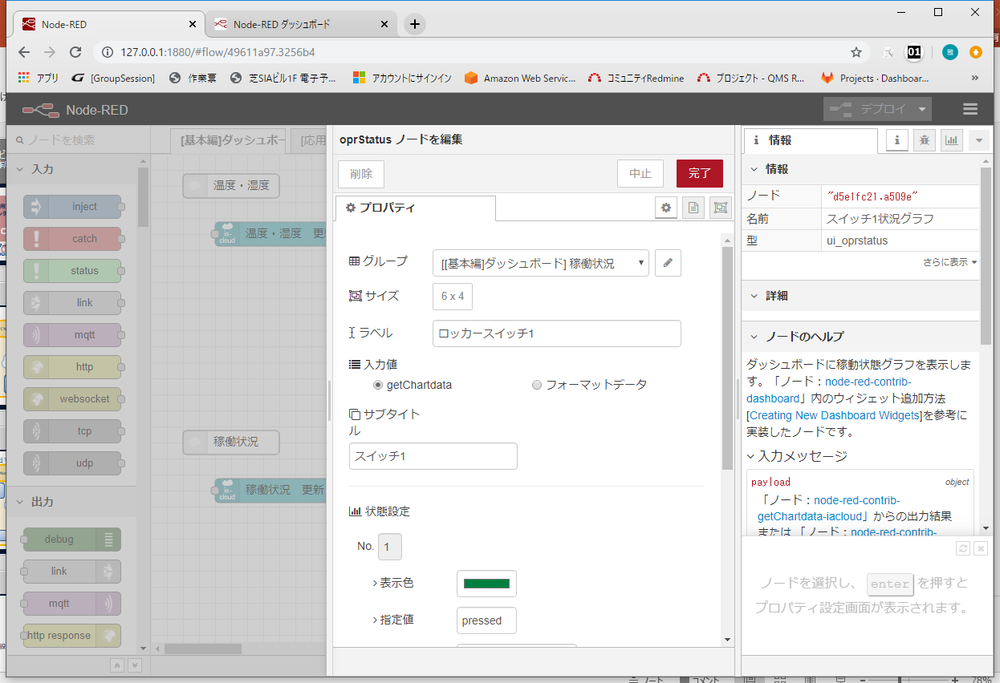 Node-RED
Node-RED ダッシュボード
127.0.0.1:1880/#flow/49611a97.3256b4
01
雅
アプリ
[GroupSession]
作業票
芝SIAビル1F 電子予...
アカウントにサインイン
Amazon Web Servic...
コミュニティRedmine
プロジェクト - QMS R...
Projects · Dashboar...
»
Node-RED
デプロイ
ノードを検索
入力
inject
catch
status
link
mqtt
http
websocket
tcp
udp
出力
debug
link
mqtt
http response
[基本編]ダッシュボー
[応用
温度・湿度
ia-cloud
温度・湿度　更
稼働状況
ia-cloud
稼働状況　更新
oprStatus ノードを編集
削除
中止
完了
プロパティ
グループ
[[基本編]ダッシュボード] 稼働状況
サイズ
6 x 4
ラベル
ロッカースイッチ1
入力値
getChartdata
フォーマットデータ
サブタイト
ル
スイッチ1
状態設定
No.
1
表示色
指定値
pressed
情報
情報
ノード
"d5e1fc21.a509e"
名前
スイッチ1状況グラフ
型
ui_oprstatus
さらに表示
詳細
ノードのヘルプ
ダッシュボードに稼働状態グラフを表示しま
す。「ノード：node-red-contrib-
dashboard」内のウィジェット追加方法
[Creating New Dashboard Widgets]を参考に
実装したノードです。
入力メッセージ
payload
object
「ノード：node-red-contrib-
getChartdata-iacloud」からの出力結果
または 「ノード：node-red-contrib-
ノードを選択し、 enter を押すと
プロパティ設定画面が表示されます。
ノート
コメント
78%